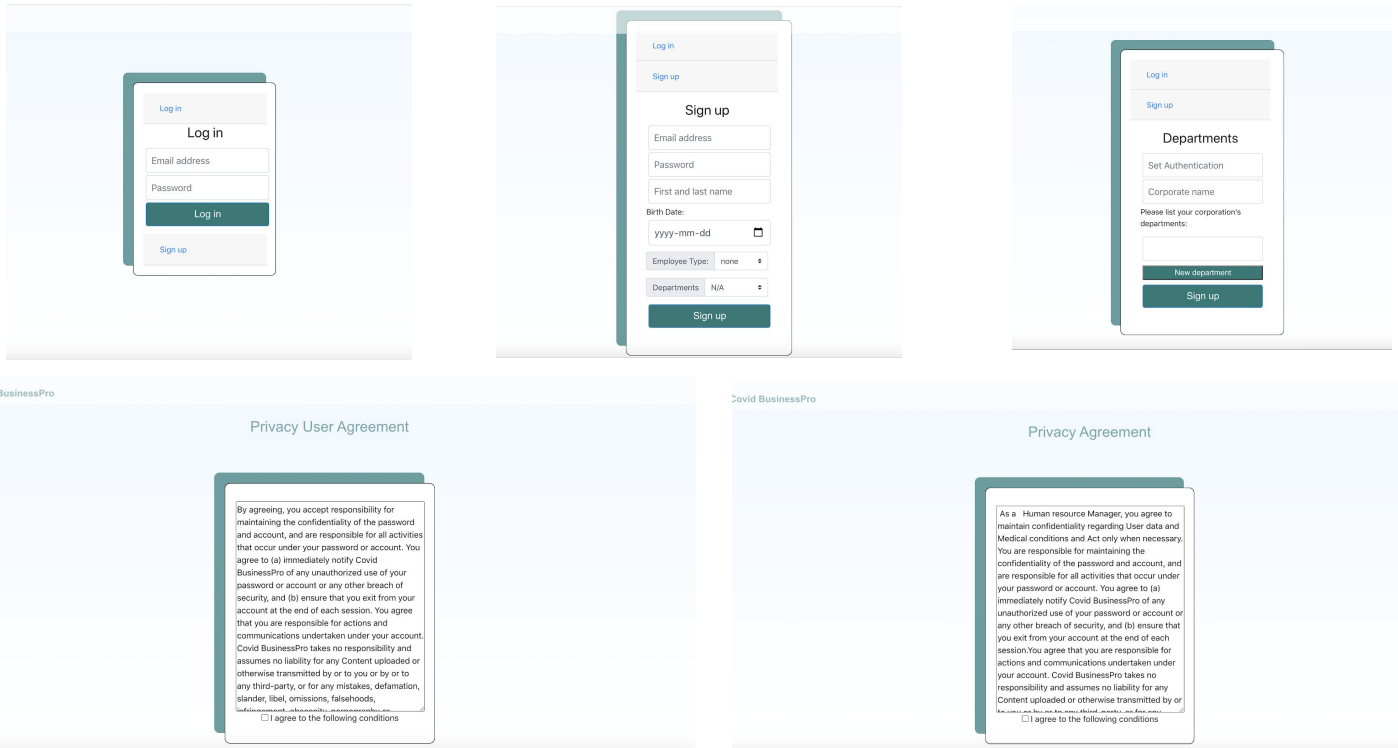 Log in
Log in
Email address
Password
Log in
Sign up
Log in
Sign up
Sign up
Email address
Password
First and last name
Birth Date:
yyyy-mm-dd
Employee Type: none
Departments N/A
Sign up
Log in
Sign up
Departments
Set Authentication
Corporate name
Please list your corporation's
departments:
New department
Sign up
BusinessPro
Privacy User Agreement
By agreeing, you accept responsibility for
maintaining the confidentiality of the password
and account, and are responsible for all activities
that occur under your password or account. You
agree to (a) immediately notify Covid
BusinessPro of any unauthorized use of your
password or account or any other breach of
security, and (b) ensure that you exit from your
account at the end of each session. You agree
that you are responsible for actions and
communications undertaken under your account.
Covid BusinessPro takes no responsibility and
assumes no liability for any Content uploaded or
otherwise transmitted by or to you or by or to
any third-party, or for any mistakes, defamation,
slander, libel, omissions, falsehoods,
I agree to the following conditions
Covid BusinessPro
Privacy Agreement
As a Human resource Manager, you agree to
maintain confidentiality regarding User data and
Medical conditions and Act only when necessary.
You are responsible for maintaining the
confidentiality of the password and account, and
are responsible for all activities that occur under
your password or account. You agree to (a)
immediately notify Covid BusinessPro of any
unauthorized use of your password or account or
any other breach of security, and (b) ensure that
you exit from your account at the end of each
session.You agree that you are responsible for
actions and communications undertaken under
your account. Covid BusinessPro takes no
responsibility and assumes no liability for any
Content uploaded or otherwise transmitted by or
I agree to the following conditions